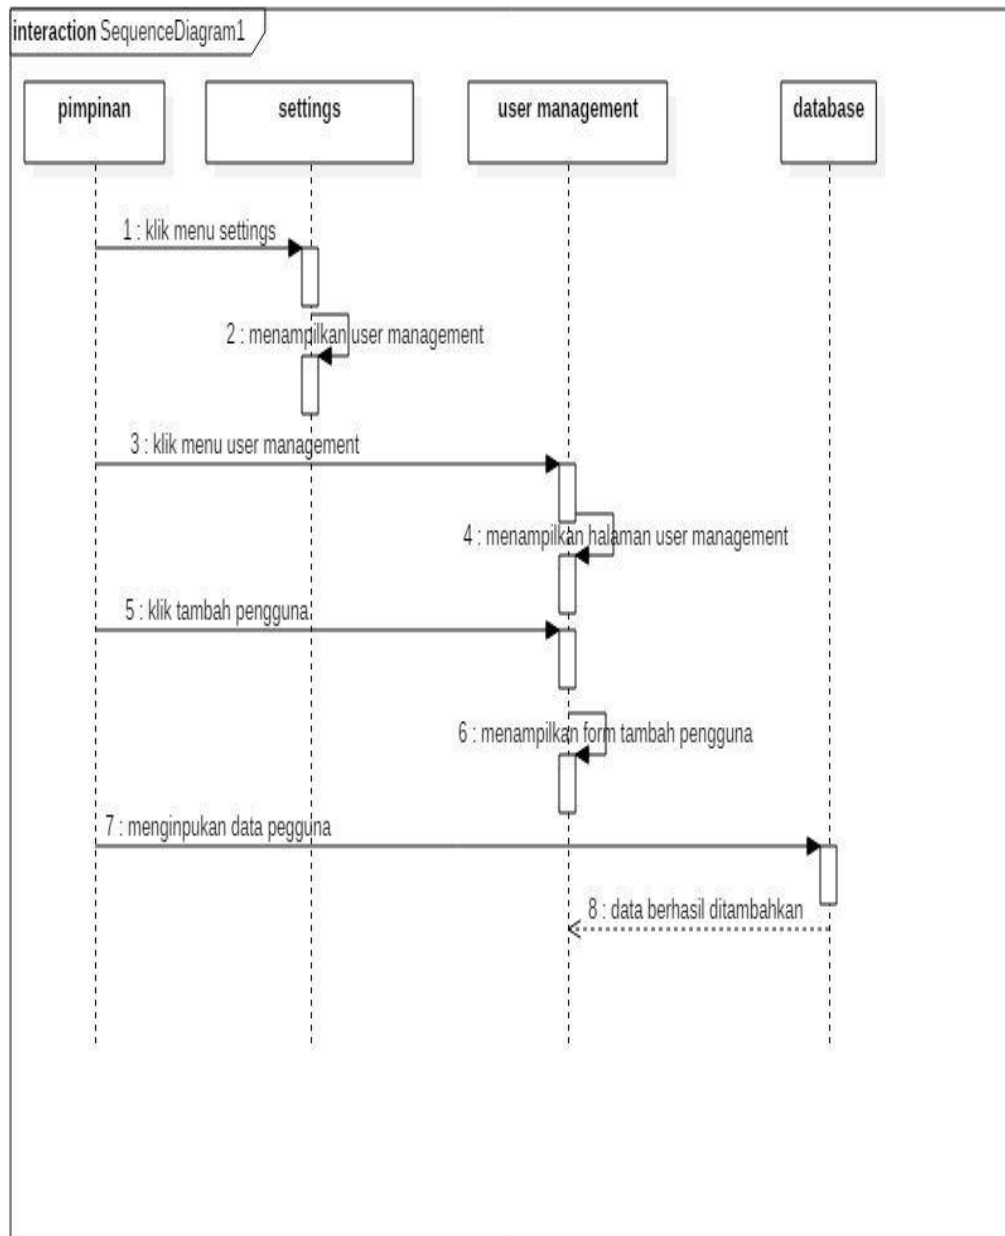 interaction SequenceDiagram1
pimpinan
settings
user management
database
1 : klik menu settings
2 : menampilkan user management
3 : klik menu user management
4 : menampilkan halaman user management
5 : klik tambah pengguna
6 : menampilkan form tambah pengguna
7 : menginpukan data pegguna
8 : data berhasil ditambahkan